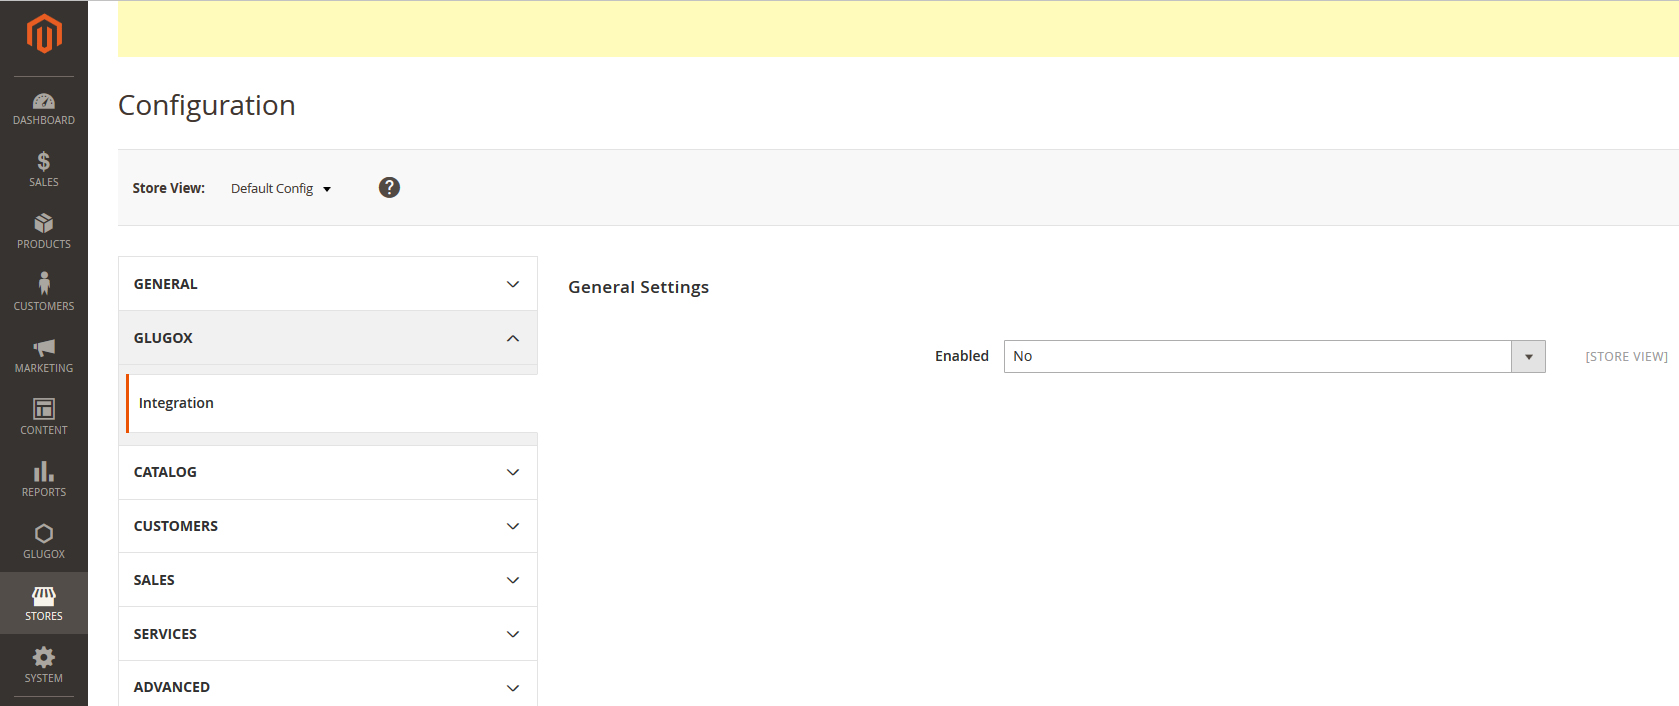 DASHBOARD
SALES
PRODUCTS
CUSTOMERS
MARKETING
CONTENT
REPORTS
GLUGOX
STORES
SYSTEM
Configuration
Store View: Default Config ?
GENERAL
GLUGOX
Integration
CATALOG
CUSTOMERS
SALES
SERVICES
ADVANCED
General Settings
Enabled No [STORE VIEW]